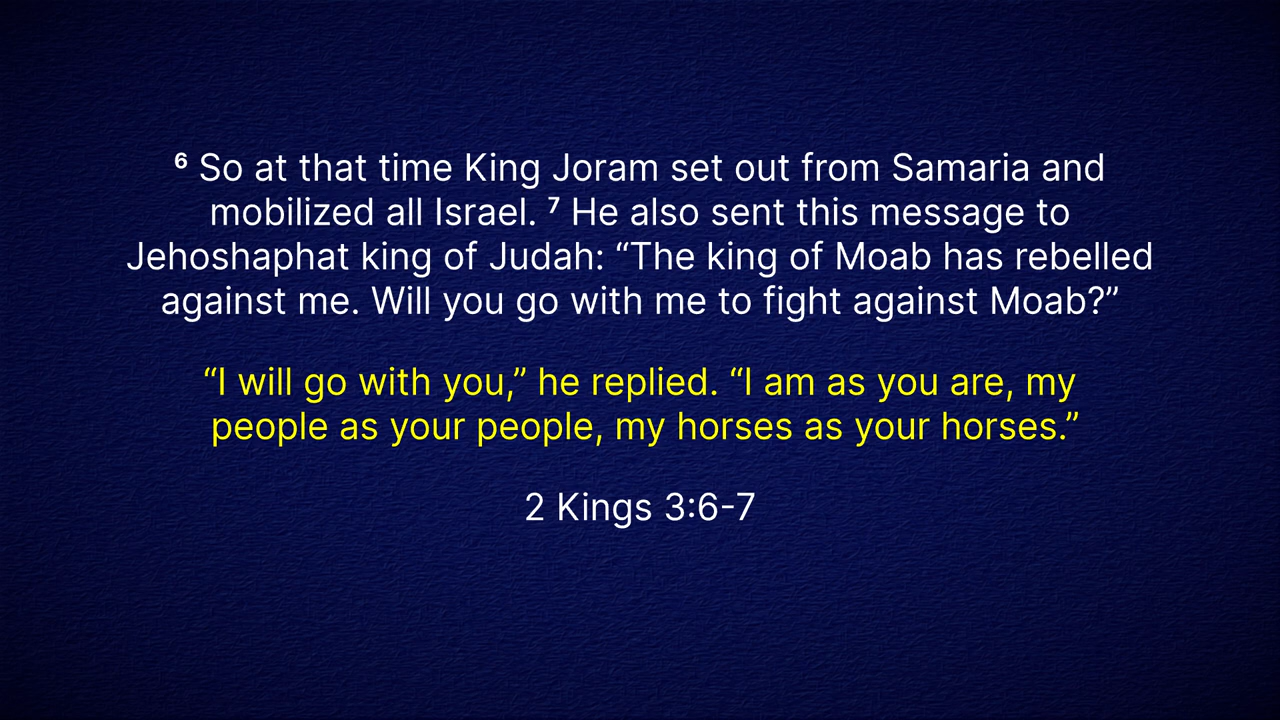 ⁶ So at that time King Joram set out from Samaria and
mobilized all Israel. ⁷ He also sent this message to
Jehoshaphat king of Judah: “The king of Moab has rebelled
against me. Will you go with me to fight against Moab?”
“I will go with you,” he replied. “I am as you are, my
people as your people, my horses as your horses.”
2 Kings 3:6-7